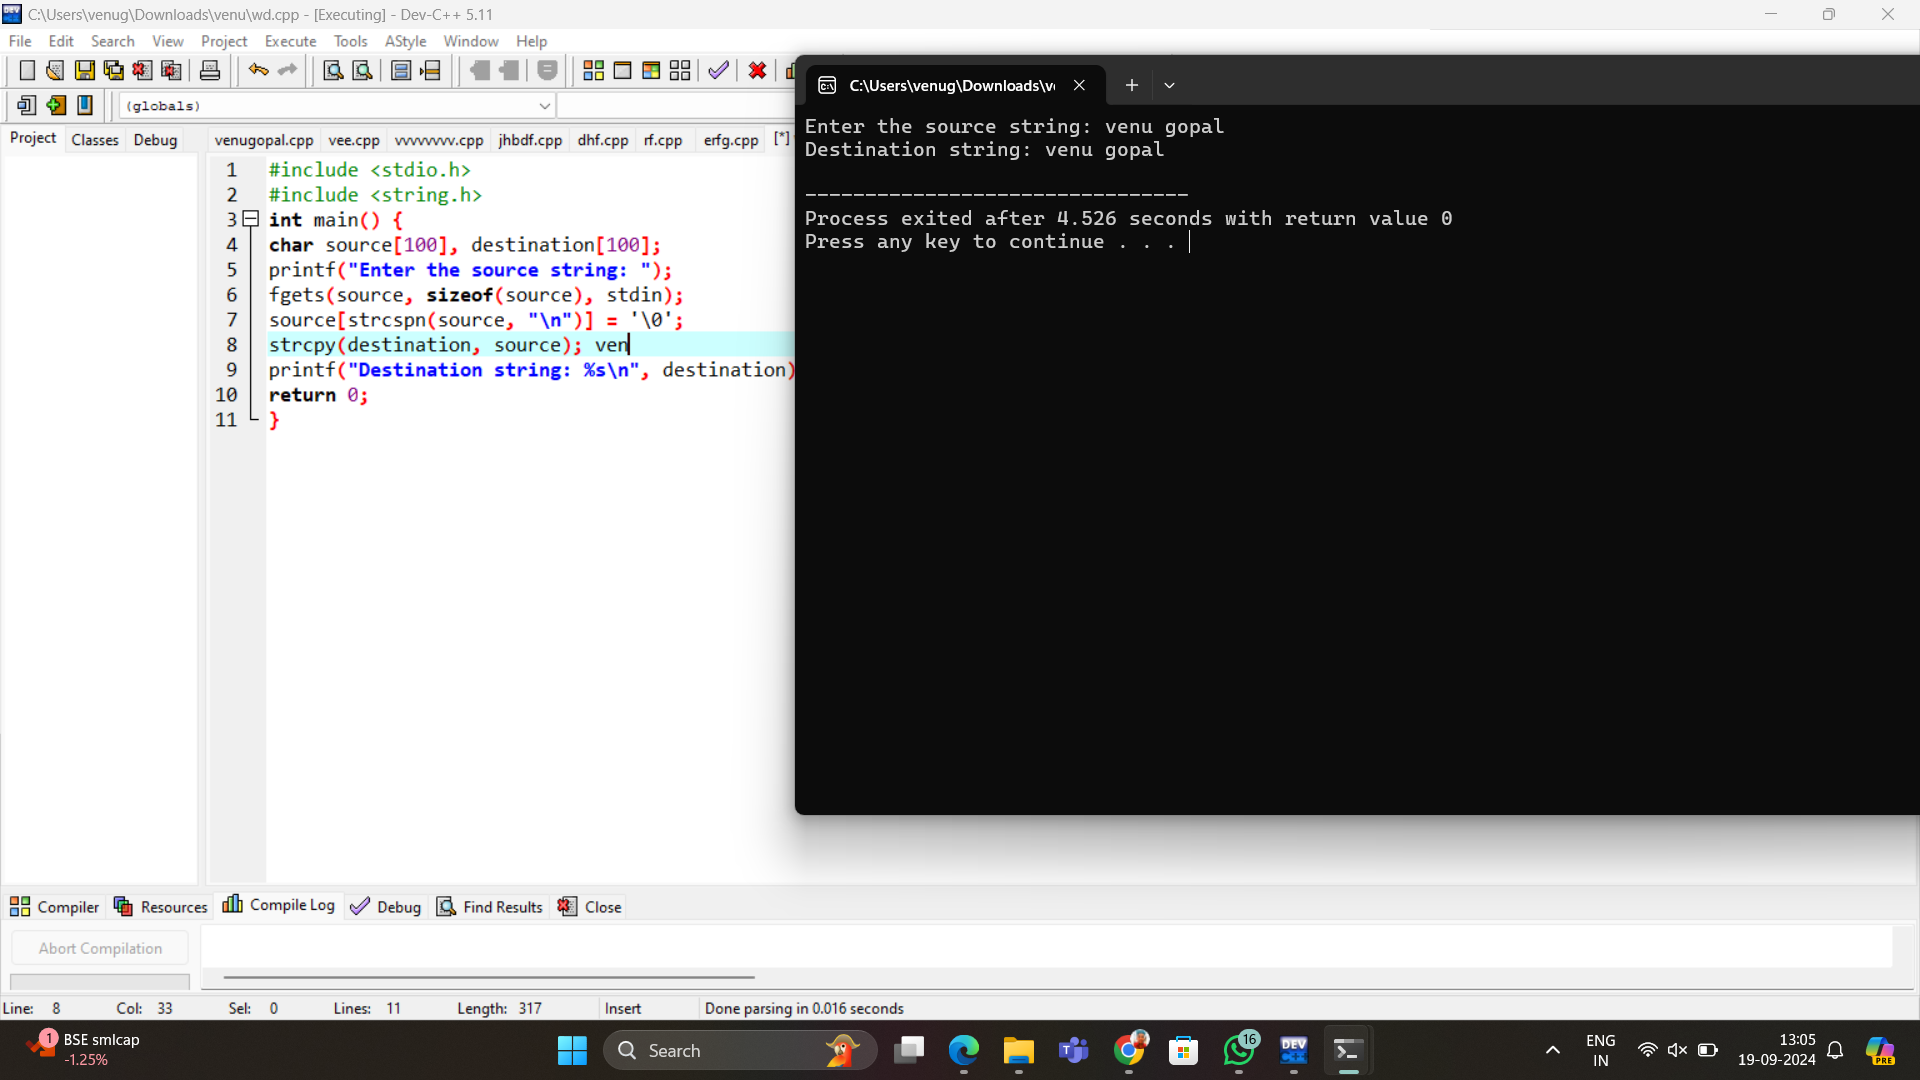 C:\Users\venug\Downloads\venu\wd.cpp - [Executing] - Dev-C++ 5.11
File Edit Search View Project Execute Tools AStyle Window Help
(globals)
Project Classes Debug
venugopal.cpp vee.cpp vvvvvvvv.cpp jhbdf.cpp dhf.cpp rf.cpp erfg.cpp [*]
1 #include <stdio.h>
2 #include <string.h>
3 int main() {
4 char source[100], destination[100];
5 printf("Enter the source string: ");
6 fgets(source, sizeof(source), stdin);
7 source[strcspn(source, "\n")] = '\0';
8 strcpy(destination, source); ven
9 printf("Destination string: %s\n", destination)
10 return 0;
11 }
C:\Users\venug\Downloads\ve
Enter the source string: venu gopal
Destination string: venu gopal
--------------------------------
Process exited after 4.526 seconds with return value 0
Press any key to continue . . .
Compiler Resources Compile Log Debug Find Results Close
Abort Compilation
Line: 8 Col: 33 Sel: 0 Lines: 11 Length: 317 Insert Done parsing in 0.016 seconds
1
BSE smlcap
-1.25%
Search
16
DEV
ENG
IN
13:05
19-09-2024
PRE